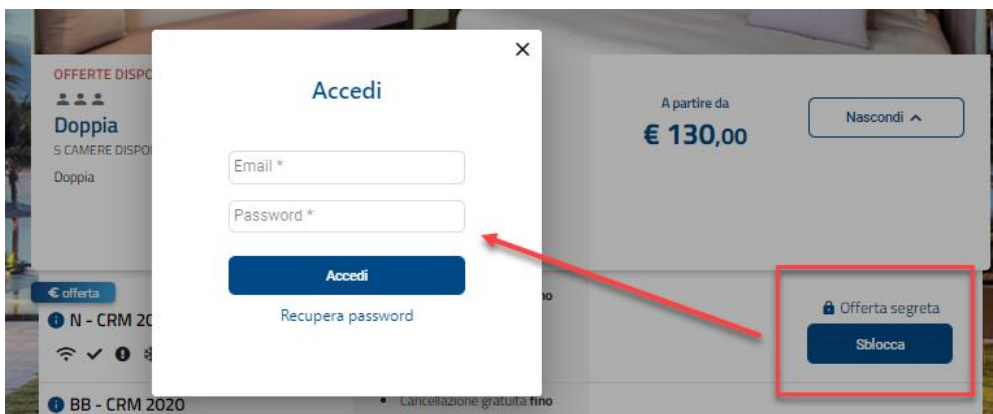 OFFERTE DISPO
Doppia
5 CAMERE DISPO
Doppia
A partire da
€ 130,00
Nascondi
Accedi
Email *
Password *
Accedi
Recupera password
€ offerta
N - CRM 20
no
Offerta segreta
Sblocca
BB - CRM 2020
Cancellazione gratuita fino